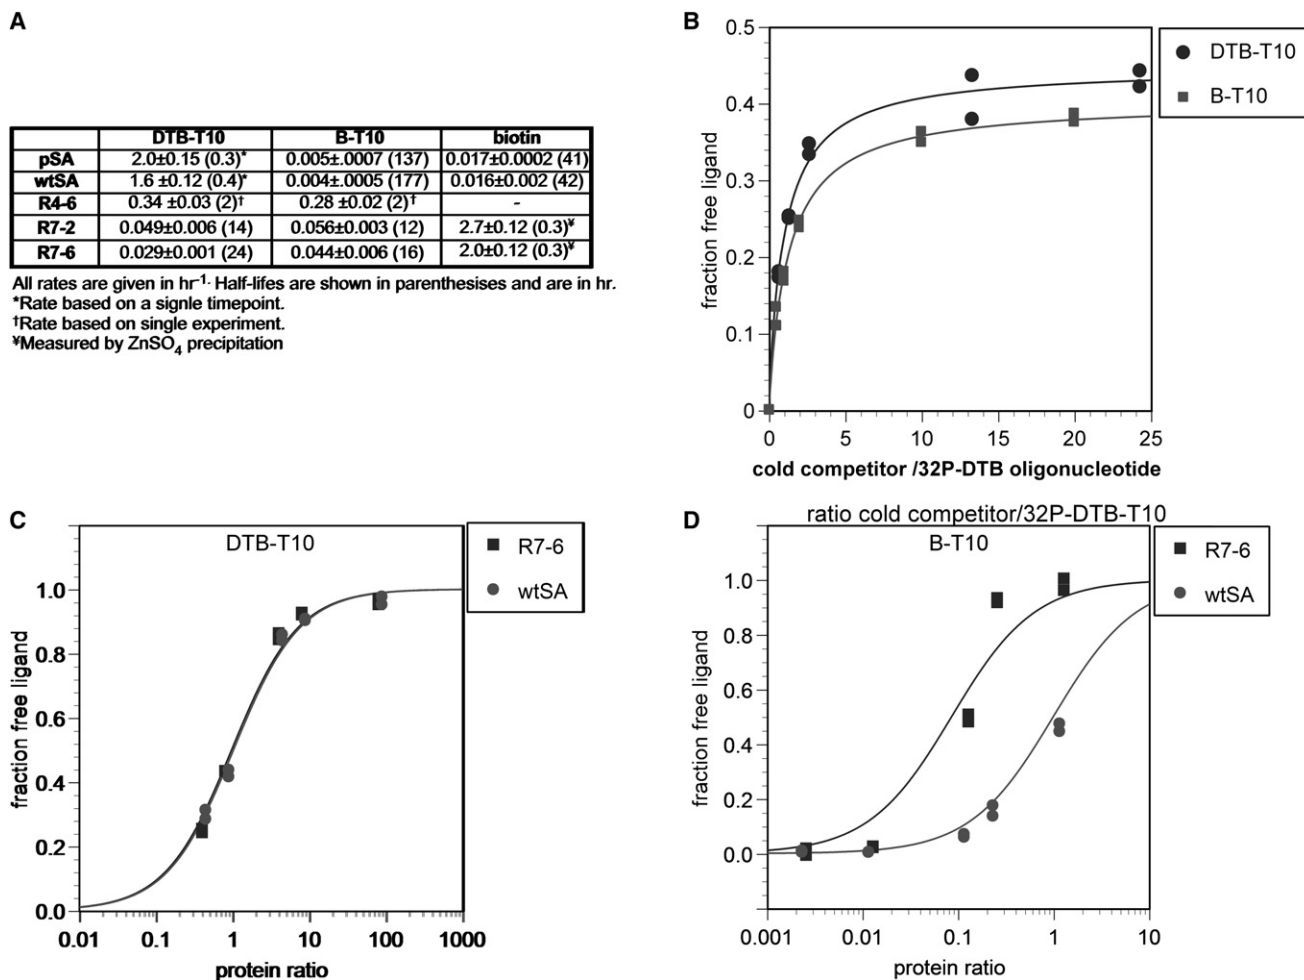 A
DTB-T10 B-T10 biotin
pSA 2.0±0.15 (0.3)* 0.005±.0007 (137) 0.017±0.0002 (41)
wtSA 1.6 ±0.12 (0.4)* 0.004±.0005 (177) 0.016±0.002 (42)
R4-6 0.34 ±0.03 (2)† 0.28 ±0.02 (2)† -
R7-2 0.049±0.006 (14) 0.056±0.003 (12) 2.7±0.12 (0.3)¥
R7-6 0.029±0.001 (24) 0.044±0.006 (16) 2.0±0.12 (0.3)¥
All rates are given in hr⁻¹. Half-lifes are shown in parenthesises and are in hr.
*Rate based on a signle timepoint.
†Rate based on single experiment.
¥Measured by ZnSO₄ precipitation
B
0.5
0.4
0.3
0.2
0.1
0
fraction free ligand
0 5 10 15 20 25
cold competitor /32P-DTB oligonucleotide
DTB-T10
B-T10
C
DTB-T10
1.0
0.8
0.6
0.4
0.2
0.0
fraction free ligand
0.01 0.1 1 10 100 1000
protein ratio
R7-6
wtSA
D
ratio cold competitor/32P-DTB-T10
B-T10
1.0
0.8
0.6
0.4
0.2
0.0
fraction free ligand
0.001 0.01 0.1 1 10
protein ratio
R7-6
wtSA